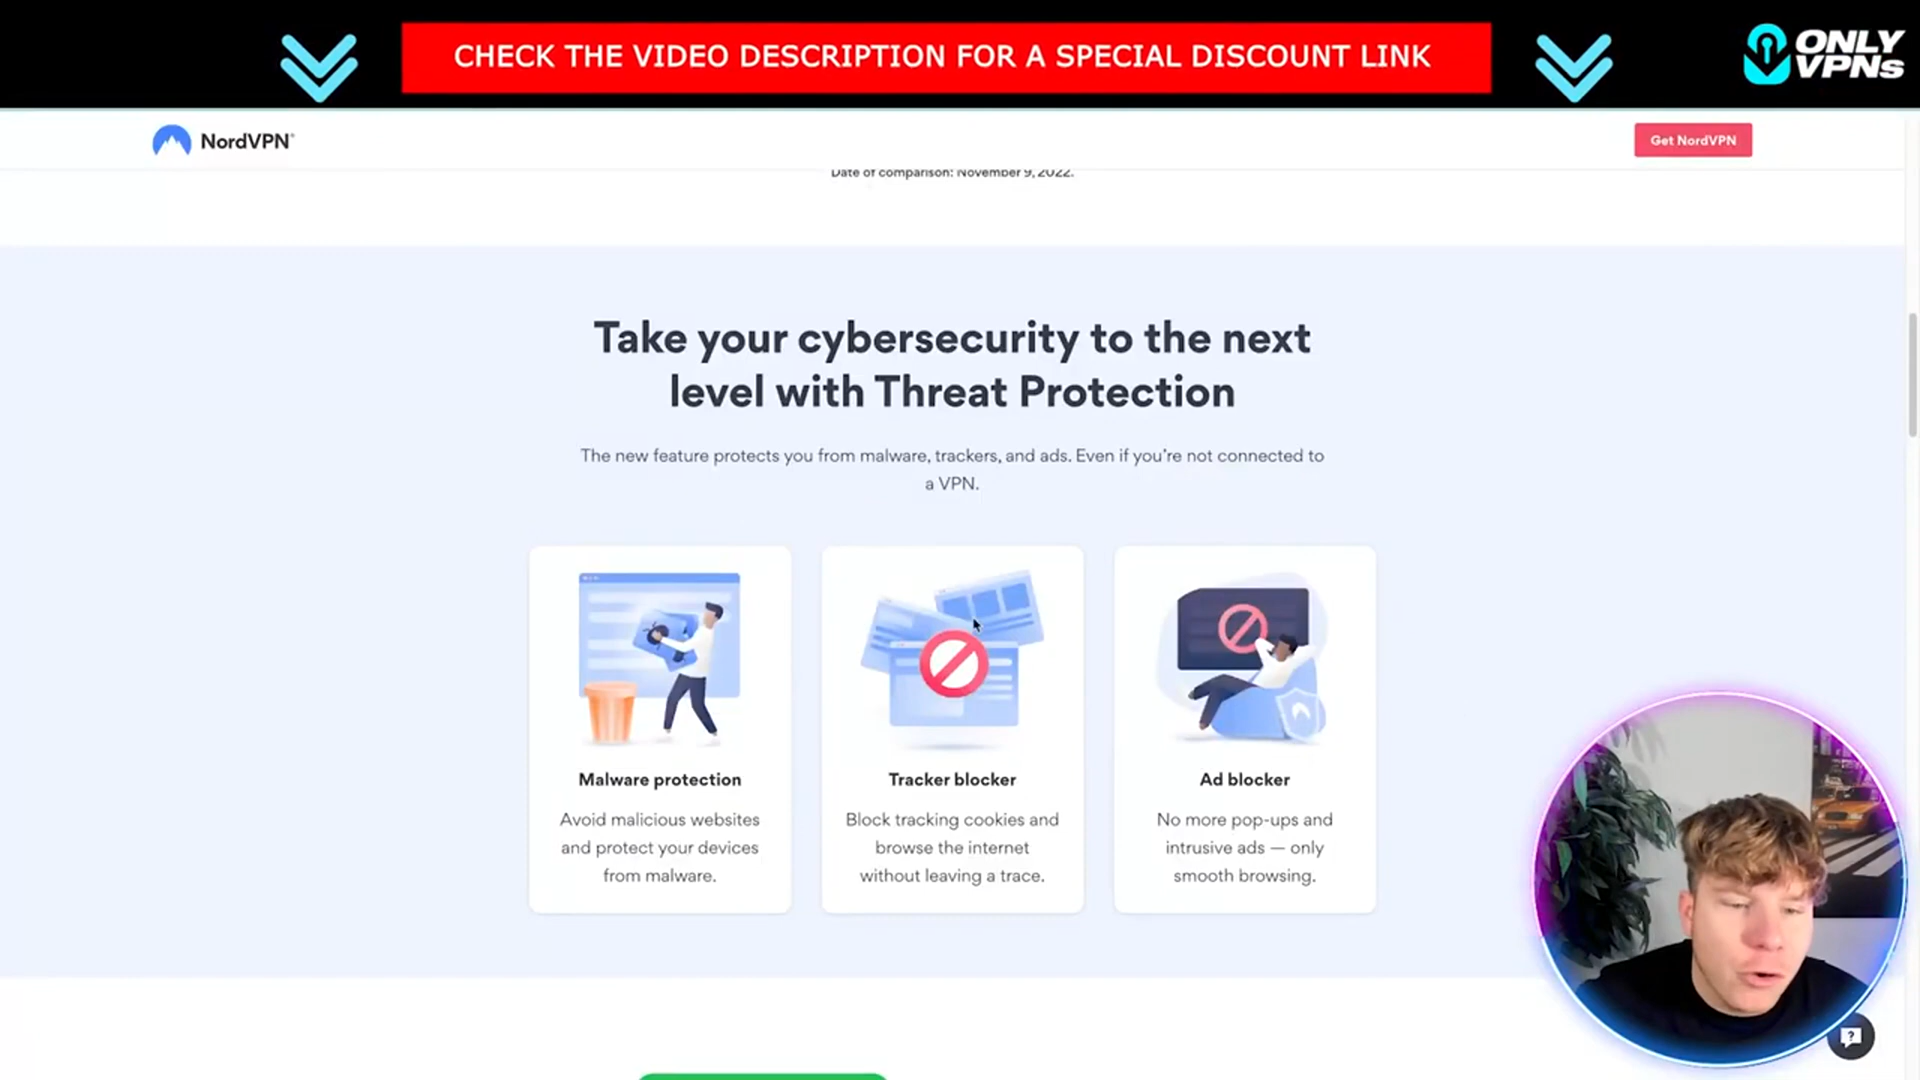 CHECK THE VIDEO DESCRIPTION FOR A SPECIAL DISCOUNT LINK
ONLY
VPNs
NordVPN®
Get NordVPN
Date of comparison: November 9, 2022.
Take your cybersecurity to the next
level with Threat Protection
The new feature protects you from malware, trackers, and ads. Even if you’re not connected to
a VPN.
Malware protection
Avoid malicious websites
and protect your devices
from malware.
Tracker blocker
Block tracking cookies and
browse the internet
without leaving a trace.
Ad blocker
No more pop-ups and
intrusive ads — only
smooth browsing.
?